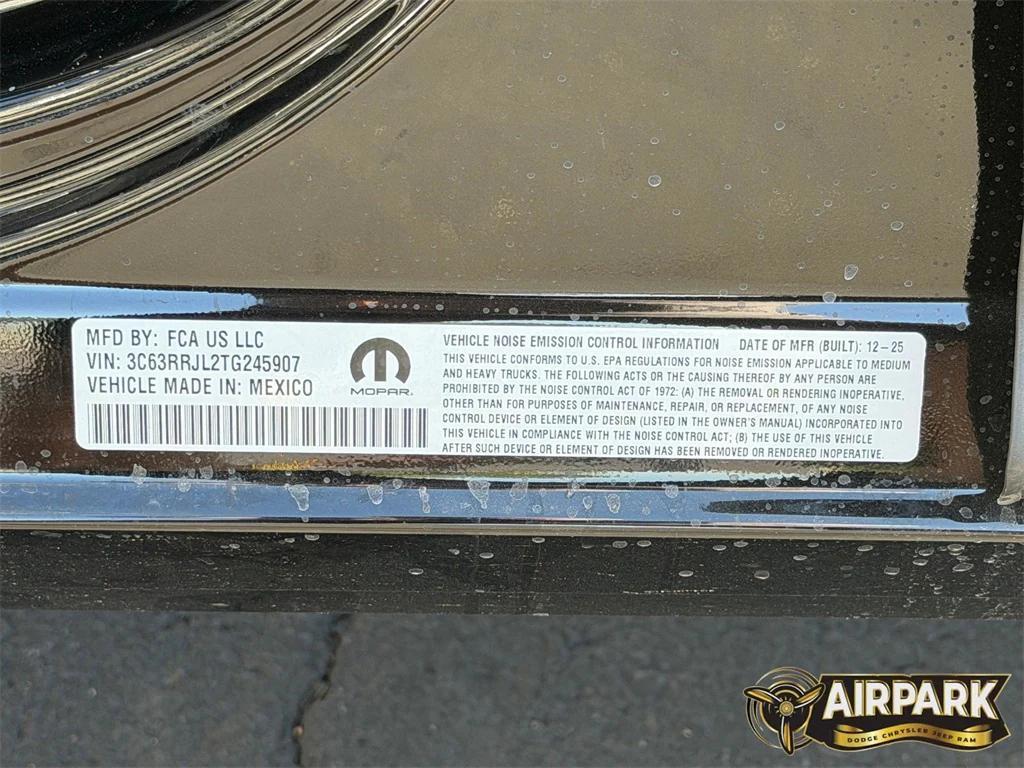 MFD BY: FCA US LLC
VIN: 3C63RRJL2TG245907
VEHICLE MADE IN: MEXICO
MOPAR.
VEHICLE NOISE EMISSION CONTROL INFORMATION DATE OF MFR (BUILT): 12-25
THIS VEHICLE CONFORMS TO U.S. EPA REGULATIONS FOR NOISE EMISSION APPLICABLE TO MEDIUM
AND HEAVY TRUCKS. THE FOLLOWING ACTS OR THE CAUSING THEREOF BY ANY PERSON ARE
PROHIBITED BY THE NOISE CONTROL ACT OF 1972: (A) THE REMOVAL OR RENDERING INOPERATIVE,
OTHER THAN FOR PURPOSES OF MAINTENANCE, REPAIR, OR REPLACEMENT, OF ANY NOISE
CONTROL DEVICE OR ELEMENT OF DESIGN (LISTED IN THE OWNER'S MANUAL) INCORPORATED INTO
THIS VEHICLE IN COMPLIANCE WITH THE NOISE CONTROL ACT; (B) THE USE OF THIS VEHICLE
AFTER SUCH DEVICE OR ELEMENT OF DESIGN HAS BEEN REMOVED OR RENDERED INOPERATIVE.
AIRPARK
DODGE CHRYSLER JEEP RAM